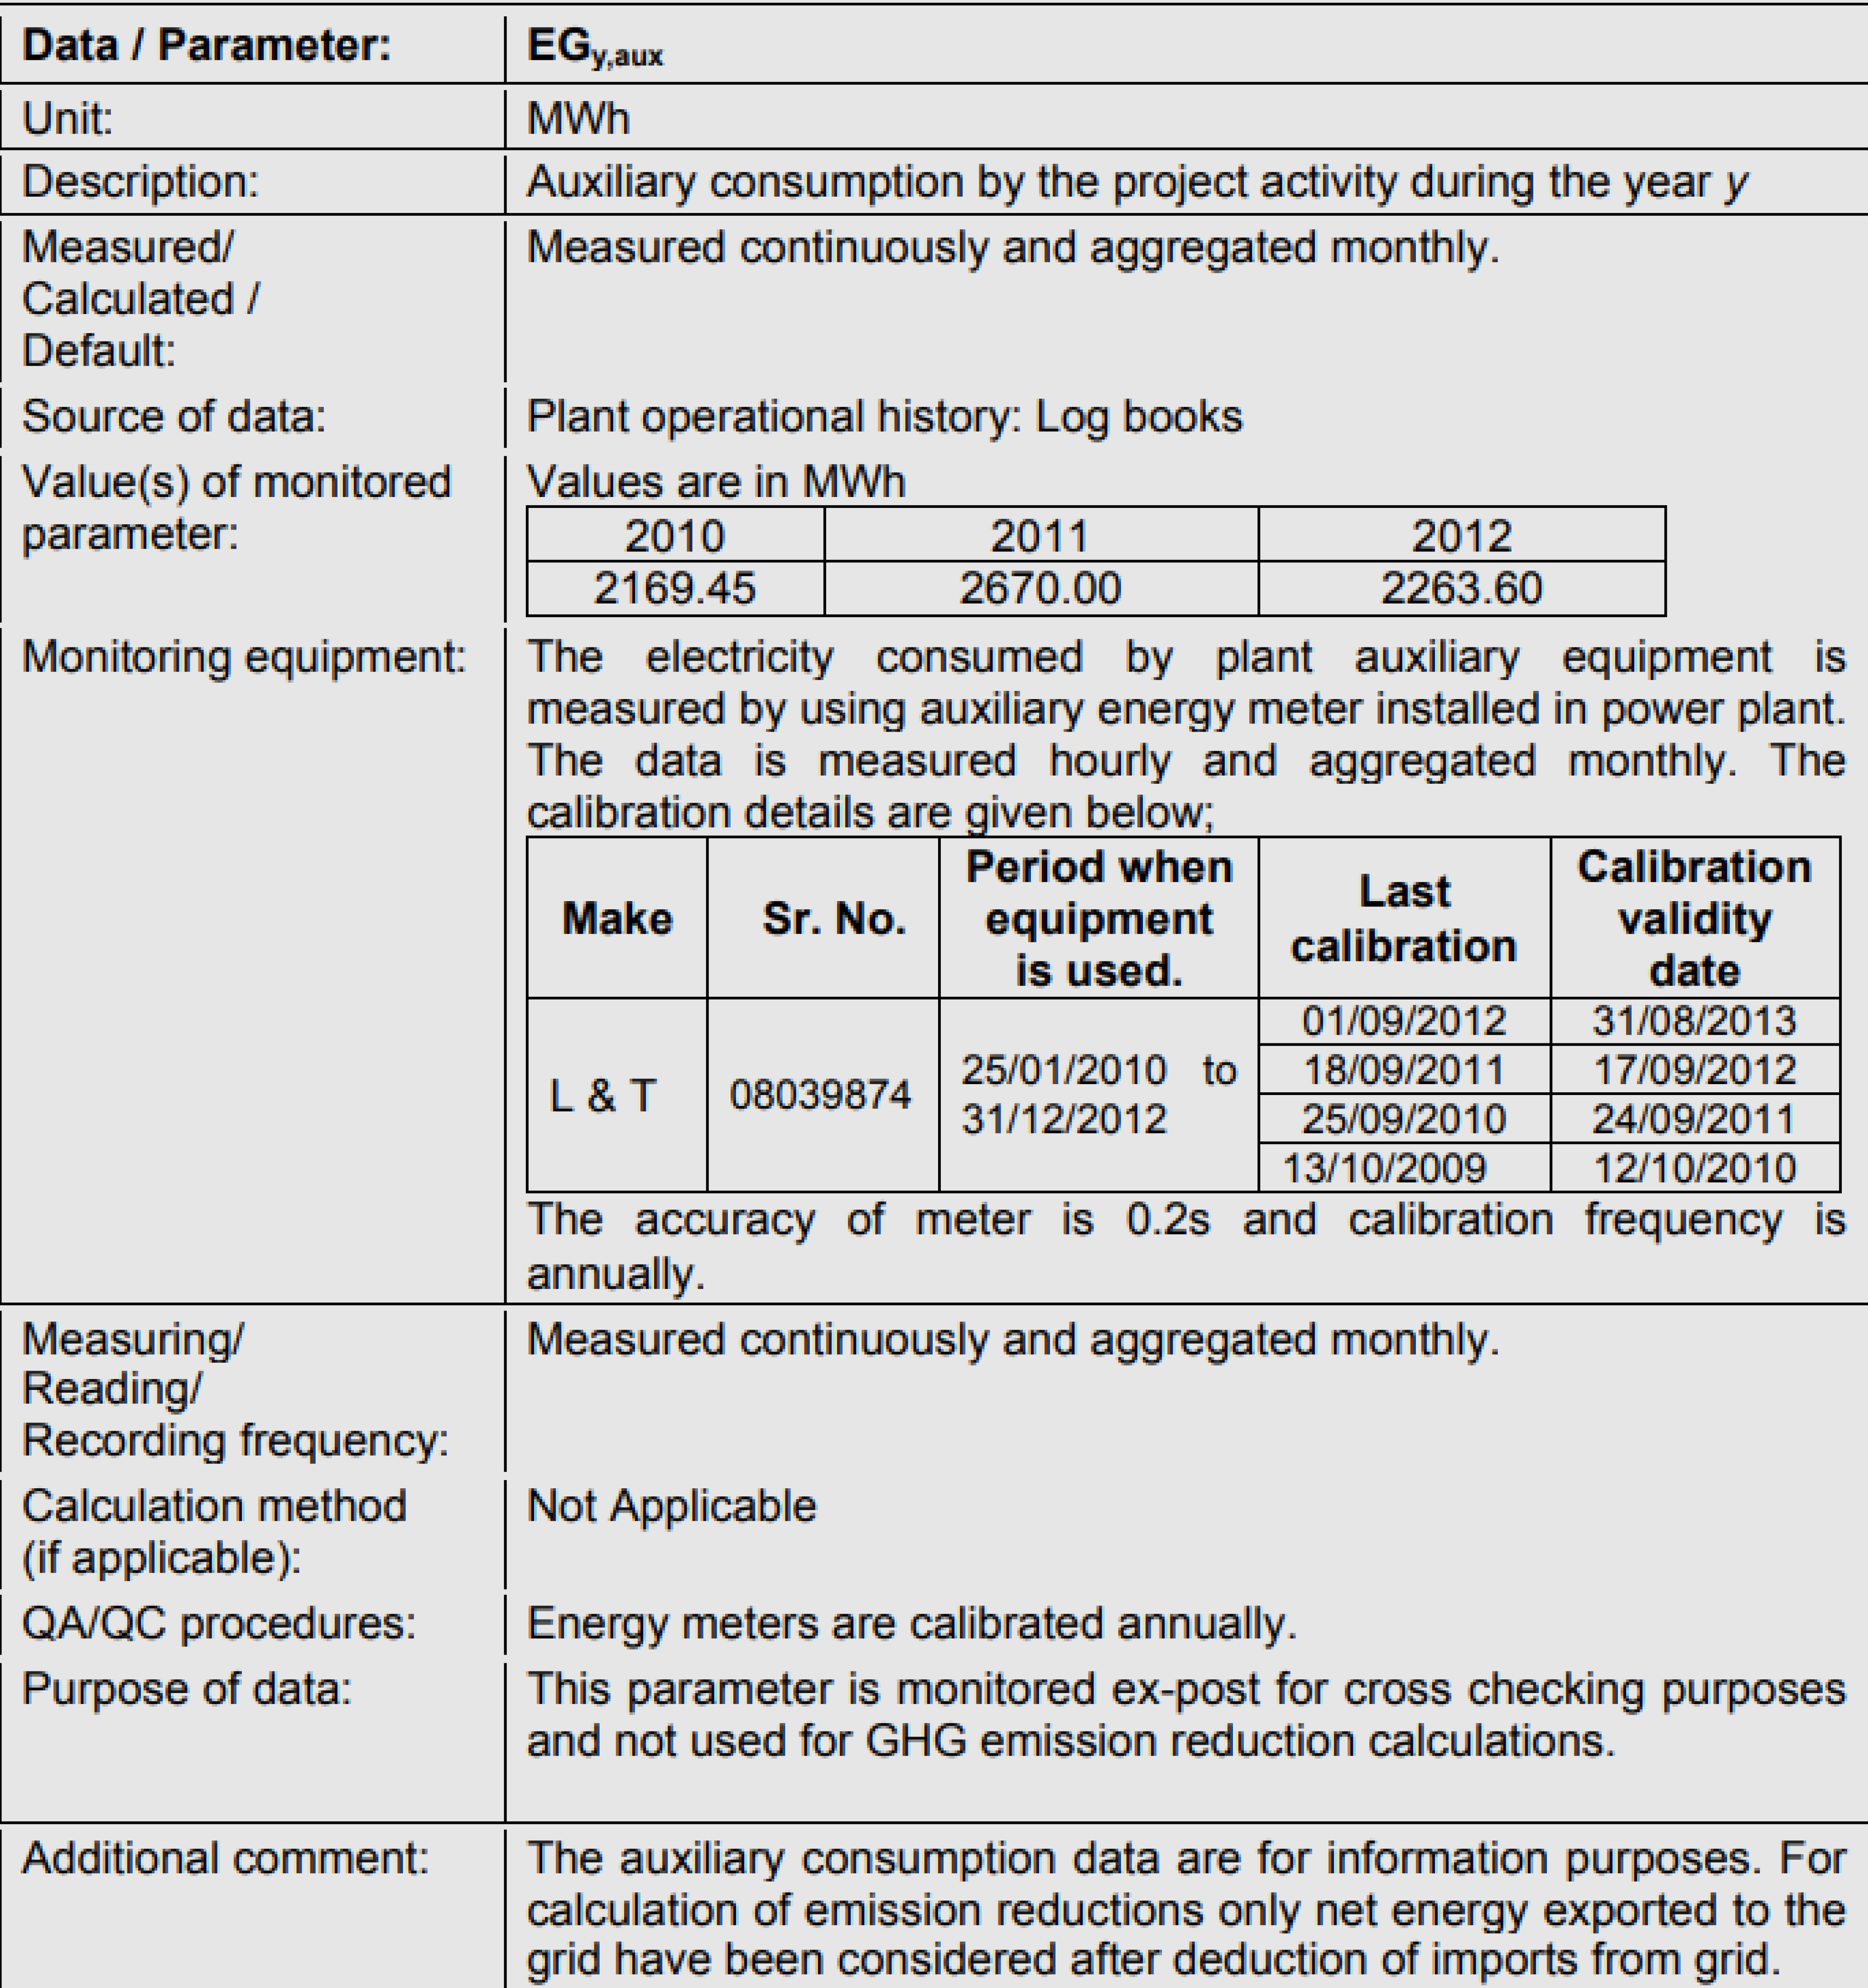 Data / Parameter: EGy,aux
Unit: MWh
Description: Auxiliary consumption by the project activity during the year y
Measured/ Measured continuously and aggregated monthly.
Calculated /
Default:
Source of data: Plant operational history: Log books
Value(s) of monitored Values are in MWh
parameter:
2010 2011 2012
2169.45 2670.00 2263.60
Monitoring equipment: The electricity consumed by plant auxiliary equipment is
measured by using auxiliary energy meter installed in power plant.
The data is measured hourly and aggregated monthly. The
calibration details are given below;
Make Sr. No. Period when equipment is used. Last calibration Calibration validity date
L & T 08039874 25/01/2010 to 31/12/2012 01/09/2012 31/08/2013
18/09/2011 17/09/2012
25/09/2010 24/09/2011
13/10/2009 12/10/2010
The accuracy of meter is 0.2s and calibration frequency is
annually.
Measuring/ Measured continuously and aggregated monthly.
Reading/
Recording frequency:
Calculation method Not Applicable
(if applicable):
QA/QC procedures: Energy meters are calibrated annually.
Purpose of data: This parameter is monitored ex-post for cross checking purposes
and not used for GHG emission reduction calculations.
Additional comment: The auxiliary consumption data are for information purposes. For
calculation of emission reductions only net energy exported to the
grid have been considered after deduction of imports from grid.